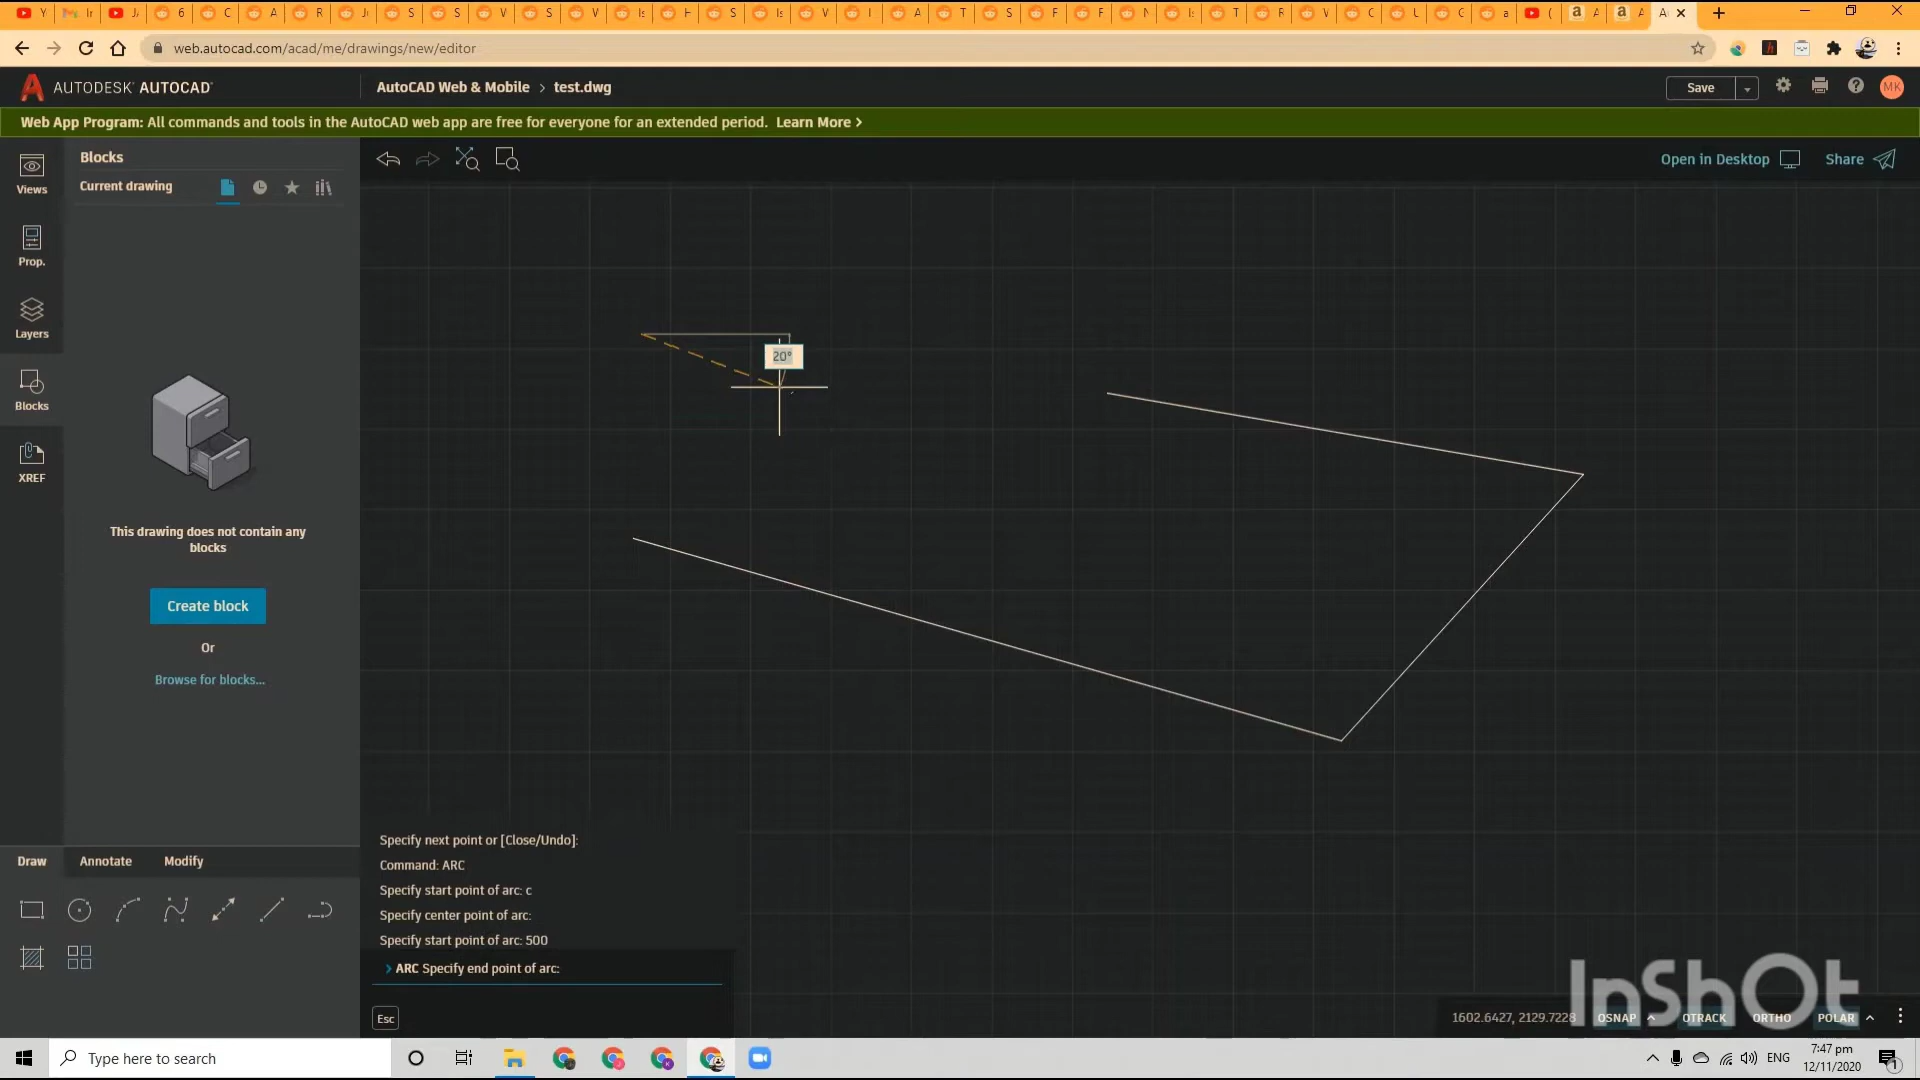 web.autocad.com/acad/me/drawings/new/editor
AUTODESK AUTOCAD
AutoCAD Web & Mobile > test.dwg
Save
MK
Web App Program: All commands and tools in the AutoCAD web app are free for everyone for an extended period. Learn More >
Views
Prop.
Layers
Blocks
XREF
Blocks
Current drawing
This drawing does not contain any
blocks
Create block
Or
Browse for blocks...
Open in Desktop
Share
20°
Draw
Annotate
Modify
Specify next point or [Close/Undo]:
Command: ARC
Specify start point of arc: c
Specify center point of arc:
Specify start point of arc: 500
> ARC Specify end point of arc:
Esc
InShOt
1602.6427, 2129.7228
OSNAP
OTRACK
ORTHO
POLAR
Type here to search
ENG
7:47 pm
12/11/2020
1